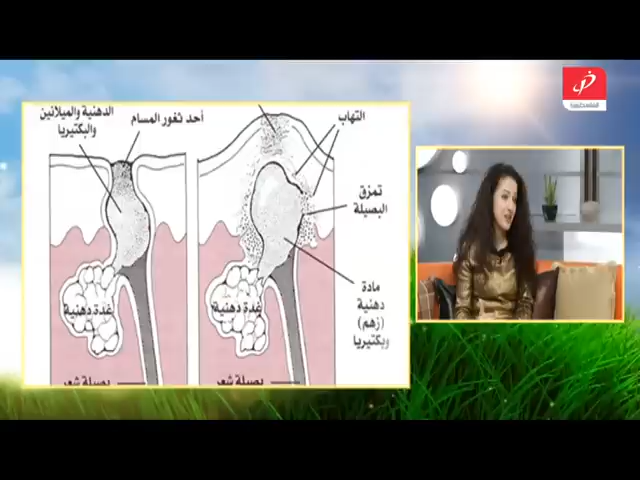 الدهنية والميلانين
والبكتيريا
أحد ثغور المسام
التهاب
تمزق
البصيلة
مادة
دهنية
(زهم)
وبكتيريا
غدة دهنية
غدة دهنية
بصيلة شعر
بصيلة شعر
الفلسطينية